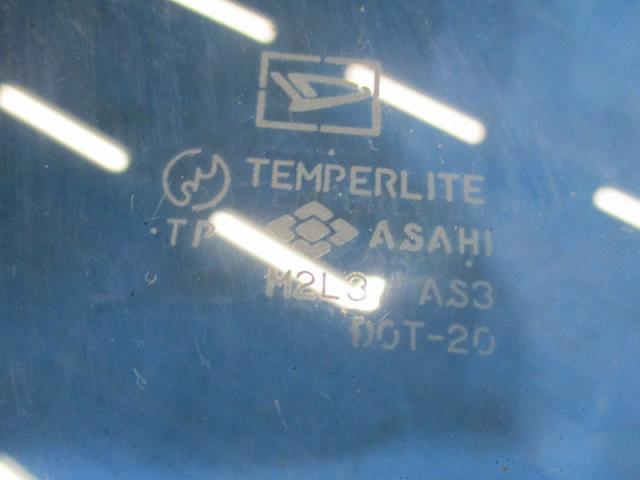 TEMPERLITE
TP ASAHI
M2L3 AS3
DOT-20